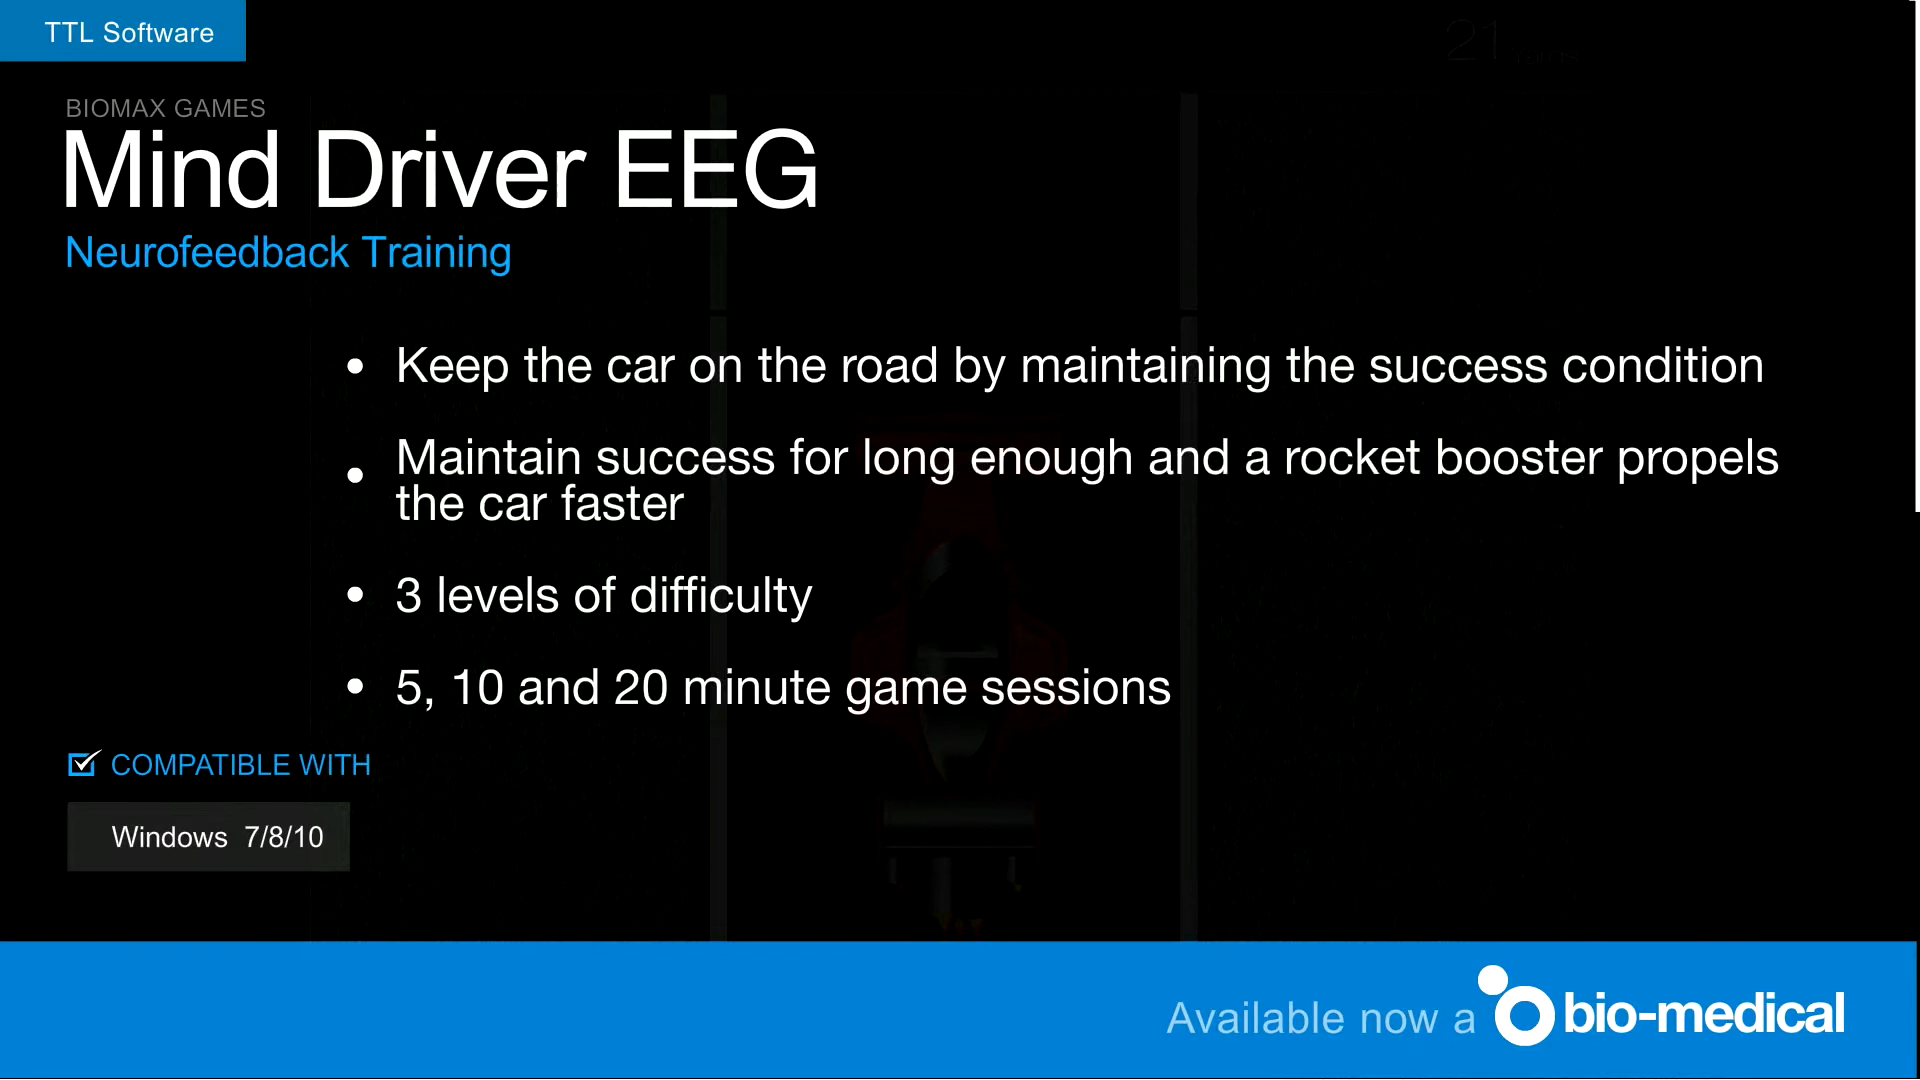 TTL Software
21
BIOMAX GAMES
Mind Driver EEG
Neurofeedback Training
• Keep the car on the road by maintaining the success condition
• Maintain success for long enough and a rocket booster propels
the car faster
• 3 levels of difficulty
• 5, 10 and 20 minute game sessions
COMPATIBLE WITH
Windows 7/8/10
Available now a
bio-medical